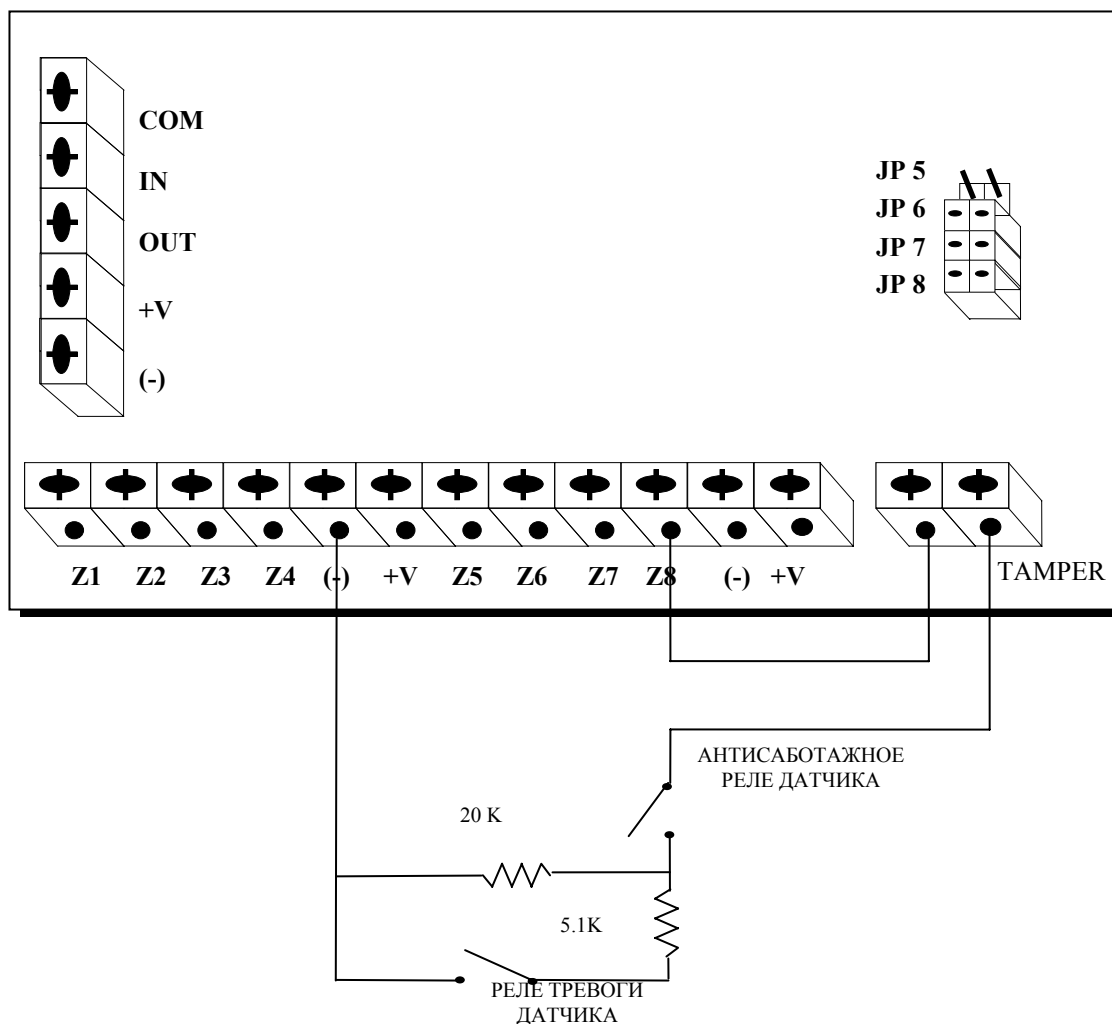 COM
IN
OUT
+V
(-)
JP 5
JP 6
JP 7
JP 8
Z1 Z2 Z3 Z4 (-) +V Z5 Z6 Z7 Z8 (-) +V TAMPER
АНТИСАБОТАЖНОЕ
РЕЛЕ ДАТЧИКА
20 K
5.1K
РЕЛЕ ТРЕВОГИ
ДАТЧИКА